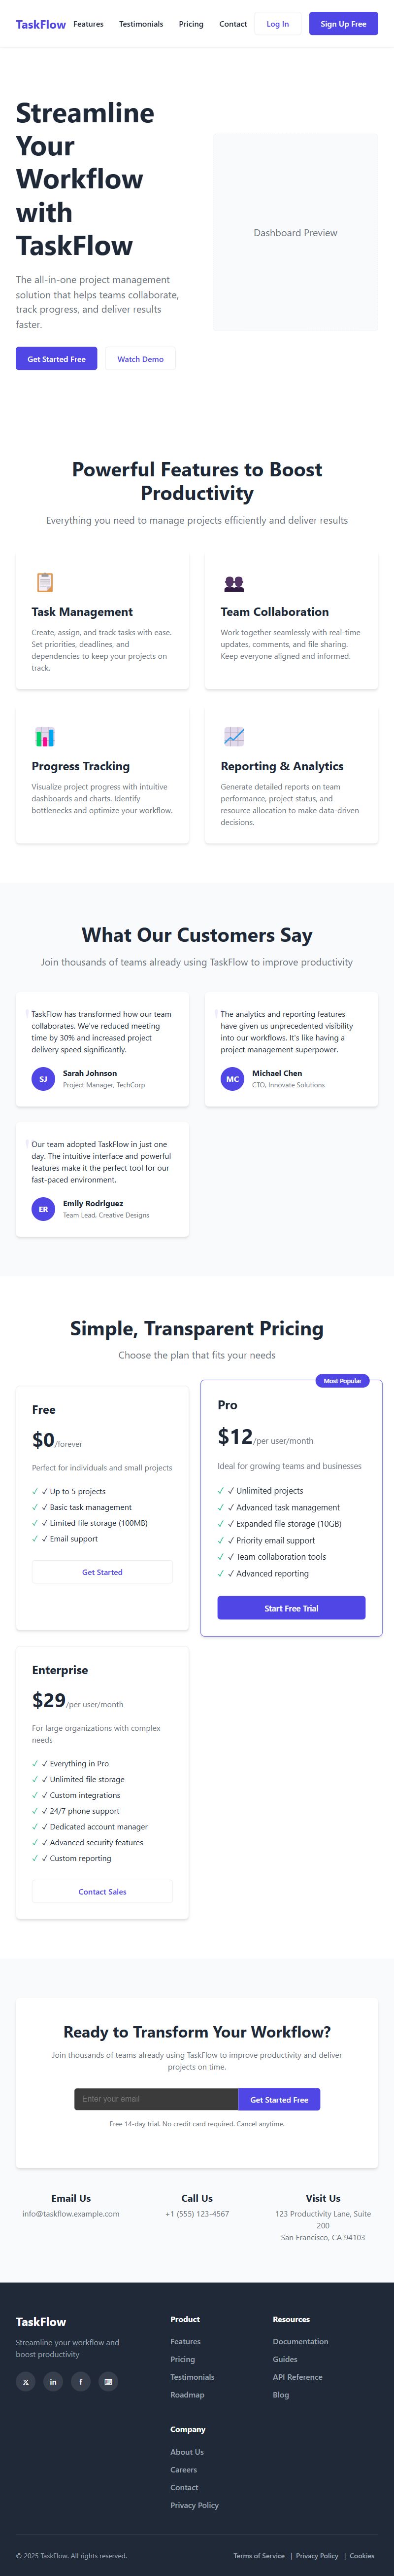 TaskFlow
Features
Testimonials
Pricing
Contact
Log In
Sign Up Free
Streamline
Your
Workflow
with
TaskFlow
The all-in-one project management
solution that helps teams collaborate,
track progress, and deliver results
faster.
Get Started Free
Watch Demo
Dashboard Preview
Powerful Features to Boost
Productivity
Everything you need to manage projects efficiently and deliver results
Task Management
Create, assign, and track tasks with ease.
Set priorities, deadlines, and
dependencies to keep your projects on
track.
Team Collaboration
Work together seamlessly with real-time
updates, comments, and file sharing.
Keep everyone aligned and informed.
Progress Tracking
Visualize project progress with intuitive
dashboards and charts. Identify
bottlenecks and optimize your workflow.
Reporting & Analytics
Generate detailed reports on team
performance, project status, and
resource allocation to make data-driven
decisions.
What Our Customers Say
Join thousands of teams already using TaskFlow to improve productivity
TaskFlow has transformed how our team
collaborates. We've reduced meeting
time by 30% and increased project
delivery speed significantly.
SJ
Sarah Johnson
Project Manager, TechCorp
The analytics and reporting features
have given us unprecedented visibility
into our workflows. It's like having a
project management superpower.
MC
Michael Chen
CTO, Innovate Solutions
Our team adopted TaskFlow in just one
day. The intuitive interface and powerful
features make it the perfect tool for our
fast-paced environment.
ER
Emily Rodriguez
Team Lead, Creative Designs
Simple, Transparent Pricing
Choose the plan that fits your needs
Free
$0/forever
Perfect for individuals and small projects
✓ ✓ Up to 5 projects
✓ ✓ Basic task management
✓ ✓ Limited file storage (100MB)
✓ ✓ Email support
Get Started
Most Popular
Pro
$12/per user/month
Ideal for growing teams and businesses
✓ ✓ Unlimited projects
✓ ✓ Advanced task management
✓ ✓ Expanded file storage (10GB)
✓ ✓ Priority email support
✓ ✓ Team collaboration tools
✓ ✓ Advanced reporting
Start Free Trial
Enterprise
$29/per user/month
For large organizations with complex
needs
✓ ✓ Everything in Pro
✓ ✓ Unlimited file storage
✓ ✓ Custom integrations
✓ ✓ 24/7 phone support
✓ ✓ Dedicated account manager
✓ ✓ Advanced security features
✓ ✓ Custom reporting
Contact Sales
Ready to Transform Your Workflow?
Join thousands of teams already using TaskFlow to improve productivity and deliver
projects on time.
Enter your email
Get Started Free
Free 14-day trial. No credit card required. Cancel anytime.
Email Us
info@taskflow.example.com
Call Us
+1 (555) 123-4567
Visit Us
123 Productivity Lane, Suite
200
San Francisco, CA 94103
TaskFlow
Streamline your workflow and
boost productivity
𝕏
in
f
Product
Features
Pricing
Testimonials
Roadmap
Resources
Documentation
Guides
API Reference
Blog
Company
About Us
Careers
Contact
Privacy Policy
© 2025 TaskFlow. All rights reserved.
Terms of Service | Privacy Policy | Cookies